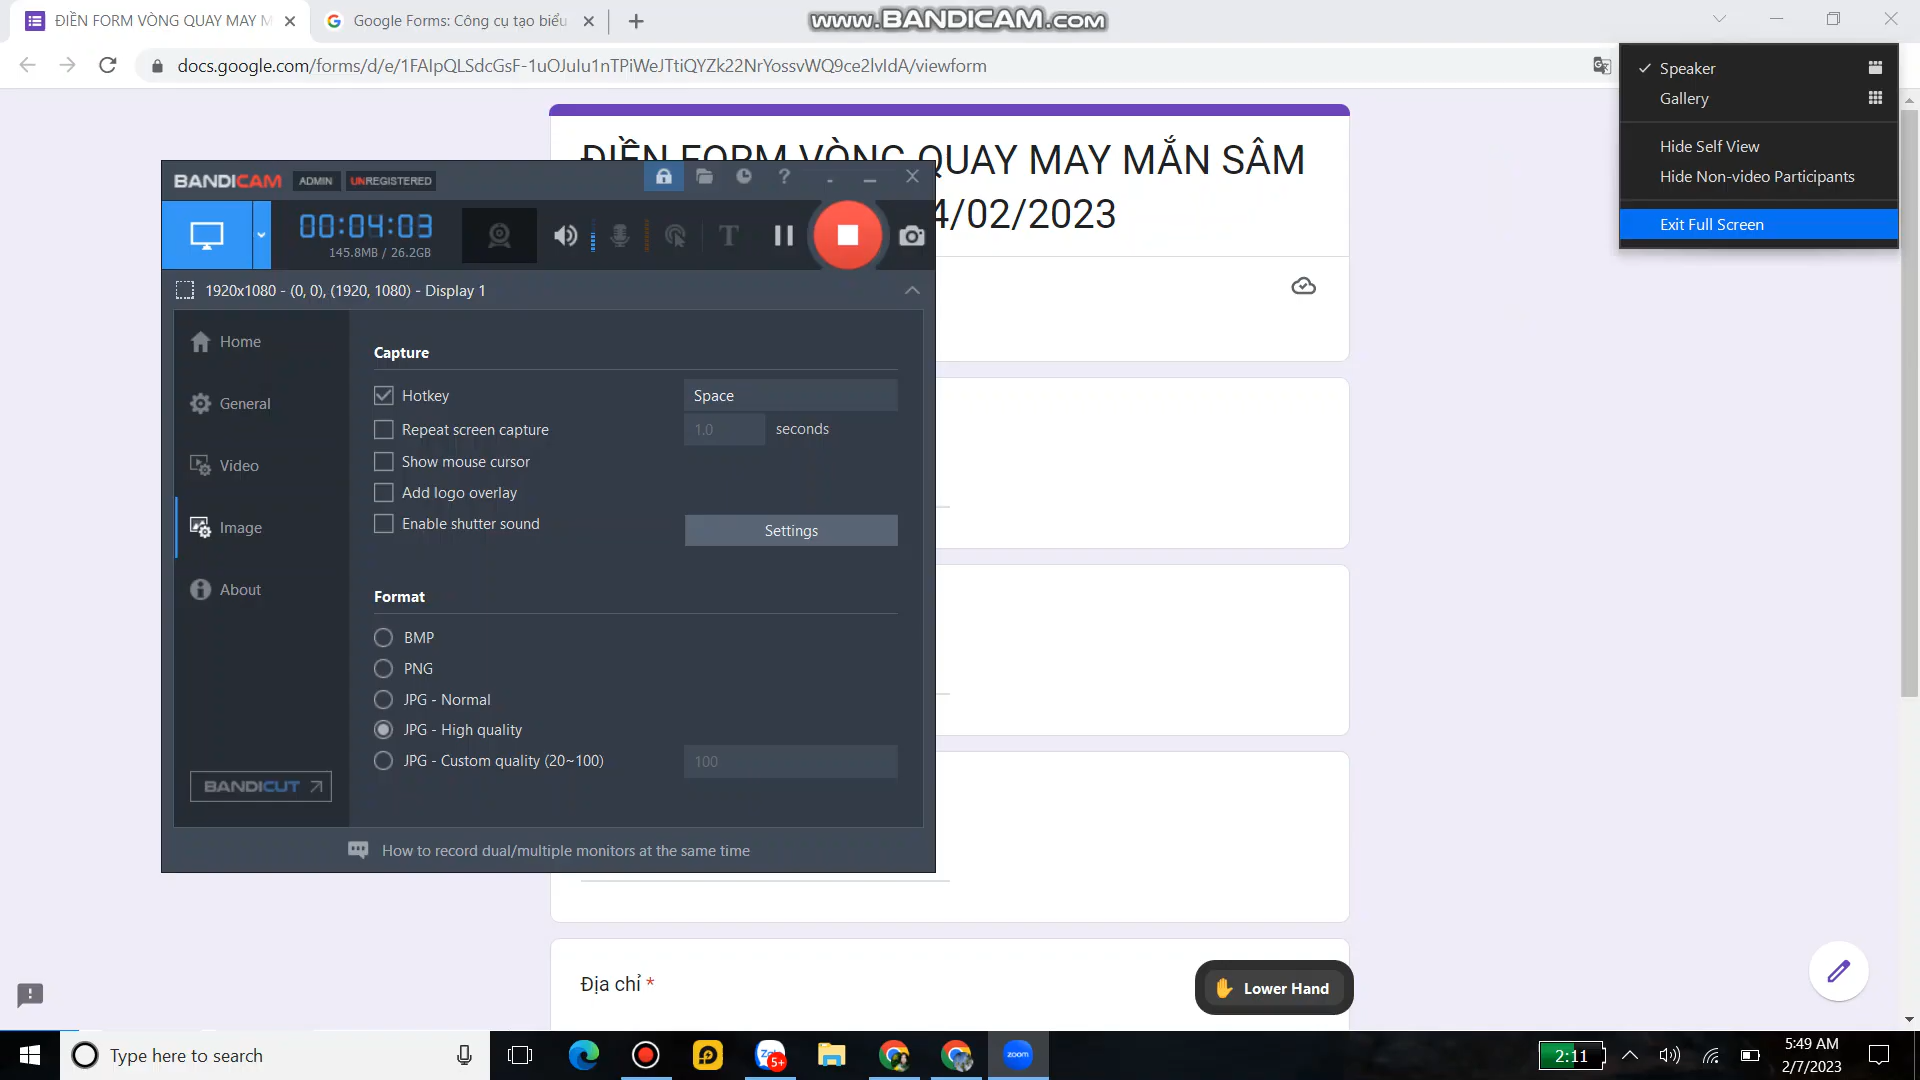 ĐIỀN FORM VÒNG QUAY MAY M
Google Forms: Công cụ tạo biểu
www.BANDICAM.com
docs.google.com/forms/d/e/1FAIpQLSdcGsF-1uOJuIu1nTPiWeJTtiQYZk22NrYossvWQ9ce2lvIdA/viewform
Speaker
Gallery
Hide Self View
Hide Non-video Participants
Exit Full Screen
ĐIỀN FORM VÒNG QUAY MAY MẮN SÂM
4/02/2023
BANDICAM ADMIN UNREGISTERED
00:04:03
145.8MB / 26.2GB
1920x1080 - (0, 0), (1920, 1080) - Display 1
Home
General
Video
Image
About
BANDICUT
Capture
Hotkey
Space
Repeat screen capture
1.0 seconds
Show mouse cursor
Add logo overlay
Enable shutter sound
Settings
Format
BMP
PNG
JPG - Normal
JPG - High quality
JPG - Custom quality (20~100)
100
How to record dual/multiple monitors at the same time
Địa chỉ *
Lower Hand
Type here to search
5+
zoom
2:11
5:49 AM
2/7/2023